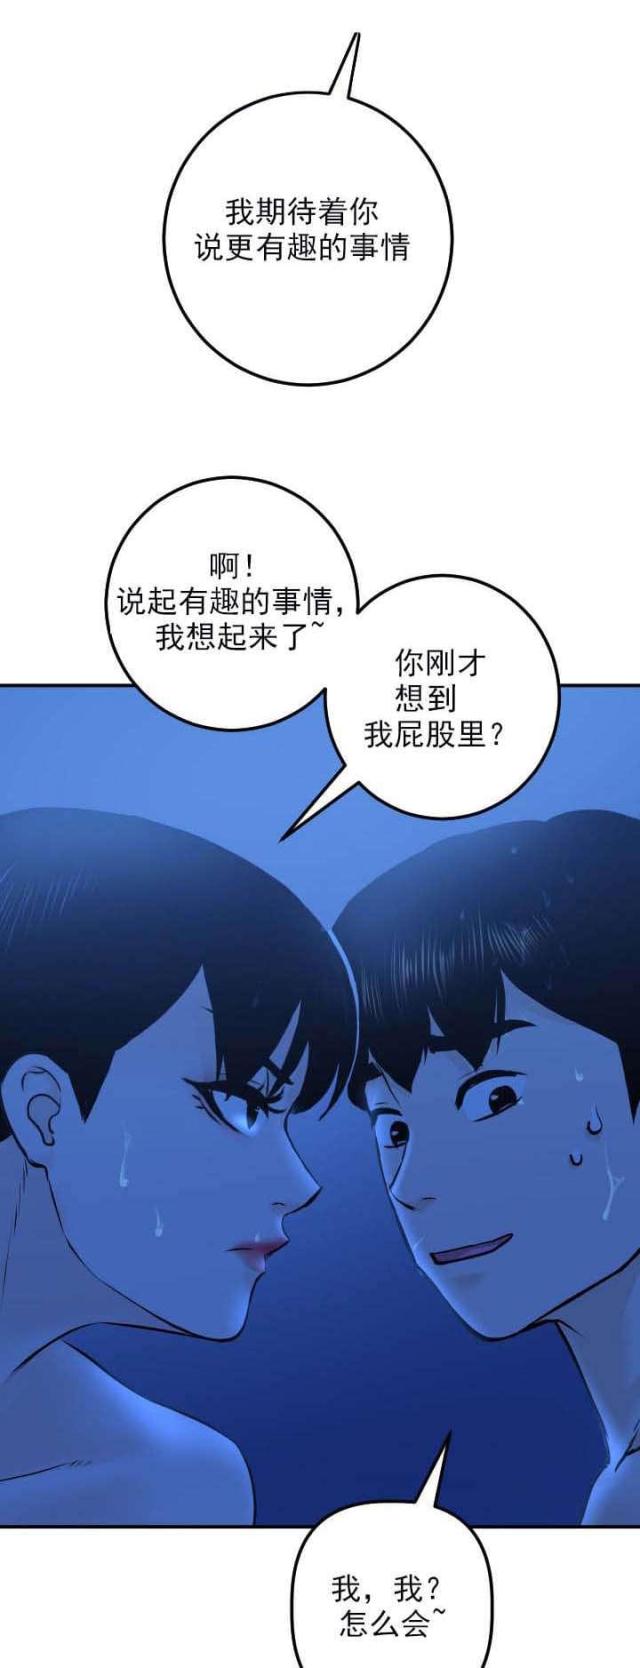 我期待着你
说更有趣的事情
啊！
说起有趣的事情，
我想起来了~
你刚才
想到
我屁股里？
我，我？
怎么会~